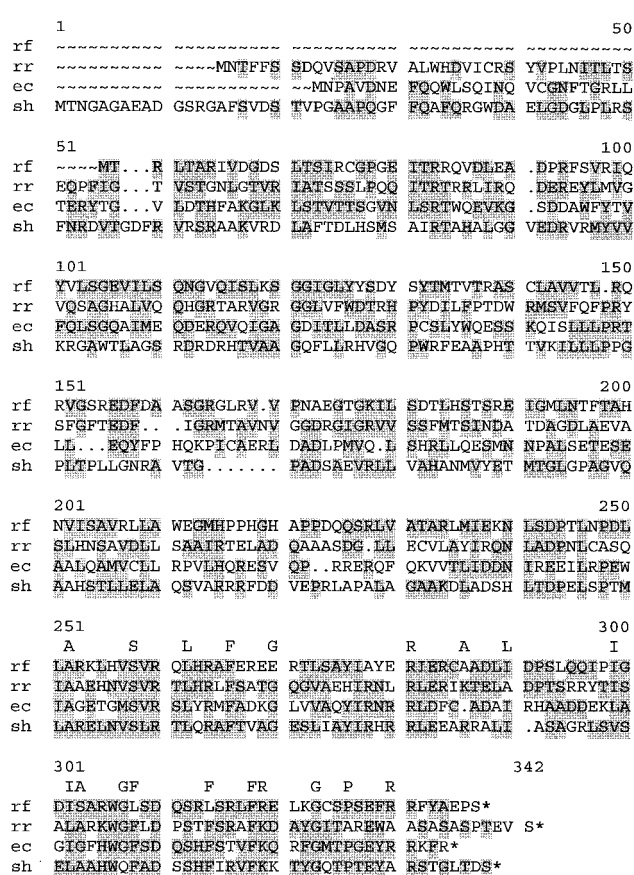 1 50
rf ~~~~~~~~~~ ~~~~~~~~~~ ~~~~~~~~~~ ~~~~~~~~~~ ~~~~~~~~~~
rr ~~~~~~~~~~ ~~~~~MNTFFS SDQVSAPDRV ALWHDVICRS YVPLNITLTS
ec ~~~~~~~~~~ ~~~~~~~~~~ ~~~MNPAVDNEF QQWLSQINQ VCGNFTGRLL
sh MTNGAGAEAD GSRGAFSVDS TVPGAAPQGF FQAFQRGWDA ELGDGLPLRS
51 100
rf ~~~~MT...R LTARIVDGDS LTSIRCGPGE ITRRQVDLEA .DPRFSVRIQ
rr EQPFIG...T VSTGNLGTVR IATSSSLPQQ ITRTRRLIRQ .DEREYLMVG
ec TERYTG...V LDTHFAKGLK LSTVTTSGVN LSRTWQEVKG .SDDAWFYTV
sh FNRDVTGDFR VRSRAAKVRD LAFTDLHSMS AIRTAHALGG VEDRVRMYVV
101 150
rf YVLSGEVILS QNGVQISLKS GGIGLYYSDY SYTMTVTRAS CLAVVTL.RQ
rr VQSAGHALVQ QHGRTARVGR GGLVFWDTRH PYDILFPTDW RMSVFQFPRY
ec FQLSGQAIME QDERQVQIGA GDITLLDASR PCSLYWQESS KQISLLLPRT
sh KRGAWTLAGS RDRDRHTVAA GQFLLRHVGQ PWRFEAAPHT TVKILLLPPG
151 200
rf RVGSREDFDA ASGRGLRV.V PNAEGTGKIL SDTLHSTSRE IGMLNTFTAH
rr SFGFTEDF.. .IGRMTAVNV GGDRGIGRVV SSFMTSINDA TDAGDLAEVA
ec LL...EQYFP HQKPICAERL DADLPMVQ.L SHRLLQESMN NPALSETESE
sh PLTPLLGNRA VTG....... PADSAEVRLL VAHANMVYET MTGLGPAGVQ
201 250
rf NVISAVRLLA WEGMHPPHGH APPDQQSRLV ATARLMIEKN LSDPTLNPDL
rr SLHNSAVDLL SAAIRTELAD QAAASDG.LL ECVLAYIRQN LADPNLCASQ
ec AALQAMVCLL RPVLHQRESV QP..RRERQF QKVVTLIDDN IREEILRPEW
sh AAHSTLLELA QSVARRRFDD VEPRLAPALA GAAKDLADSH LTDPELSPTM
251 300
A S L F G R A L I
rf LARKLHVSVR QLHRAFERER ERTLSAYIAYE RIERCAADLI DPSLQQIPIG
rr IAAEHNVSVR TLHRLFSATG QGVAEHIRNL RLERIKTELA DPTSRRYTIS
ec IAGETGMSVR SLYRMFADKG LVVAQYIRNR RLDFC.ADAI RHAADDEKLA
sh LARELNVSLR TLQRAFTVAG ESLIAYIRHR RLEEARRALI .ASAGRLSVS
301 342
IA GF F FR G P R
rf DISARWGLSD QSRLSRLFRE LKGCSPSEFR RFYAEPS*
rr ALARKWGFLD PSTFSRAFKD AYGITAREWA ASASASPTEV S*
ec GIGFHWGFSD QSHFSTVFKQ RFGMTPGEYR RKFR*
sh ELAAHWQFAD SSHFIRVFKK TYGQTPTEYA RSTGLTDS*